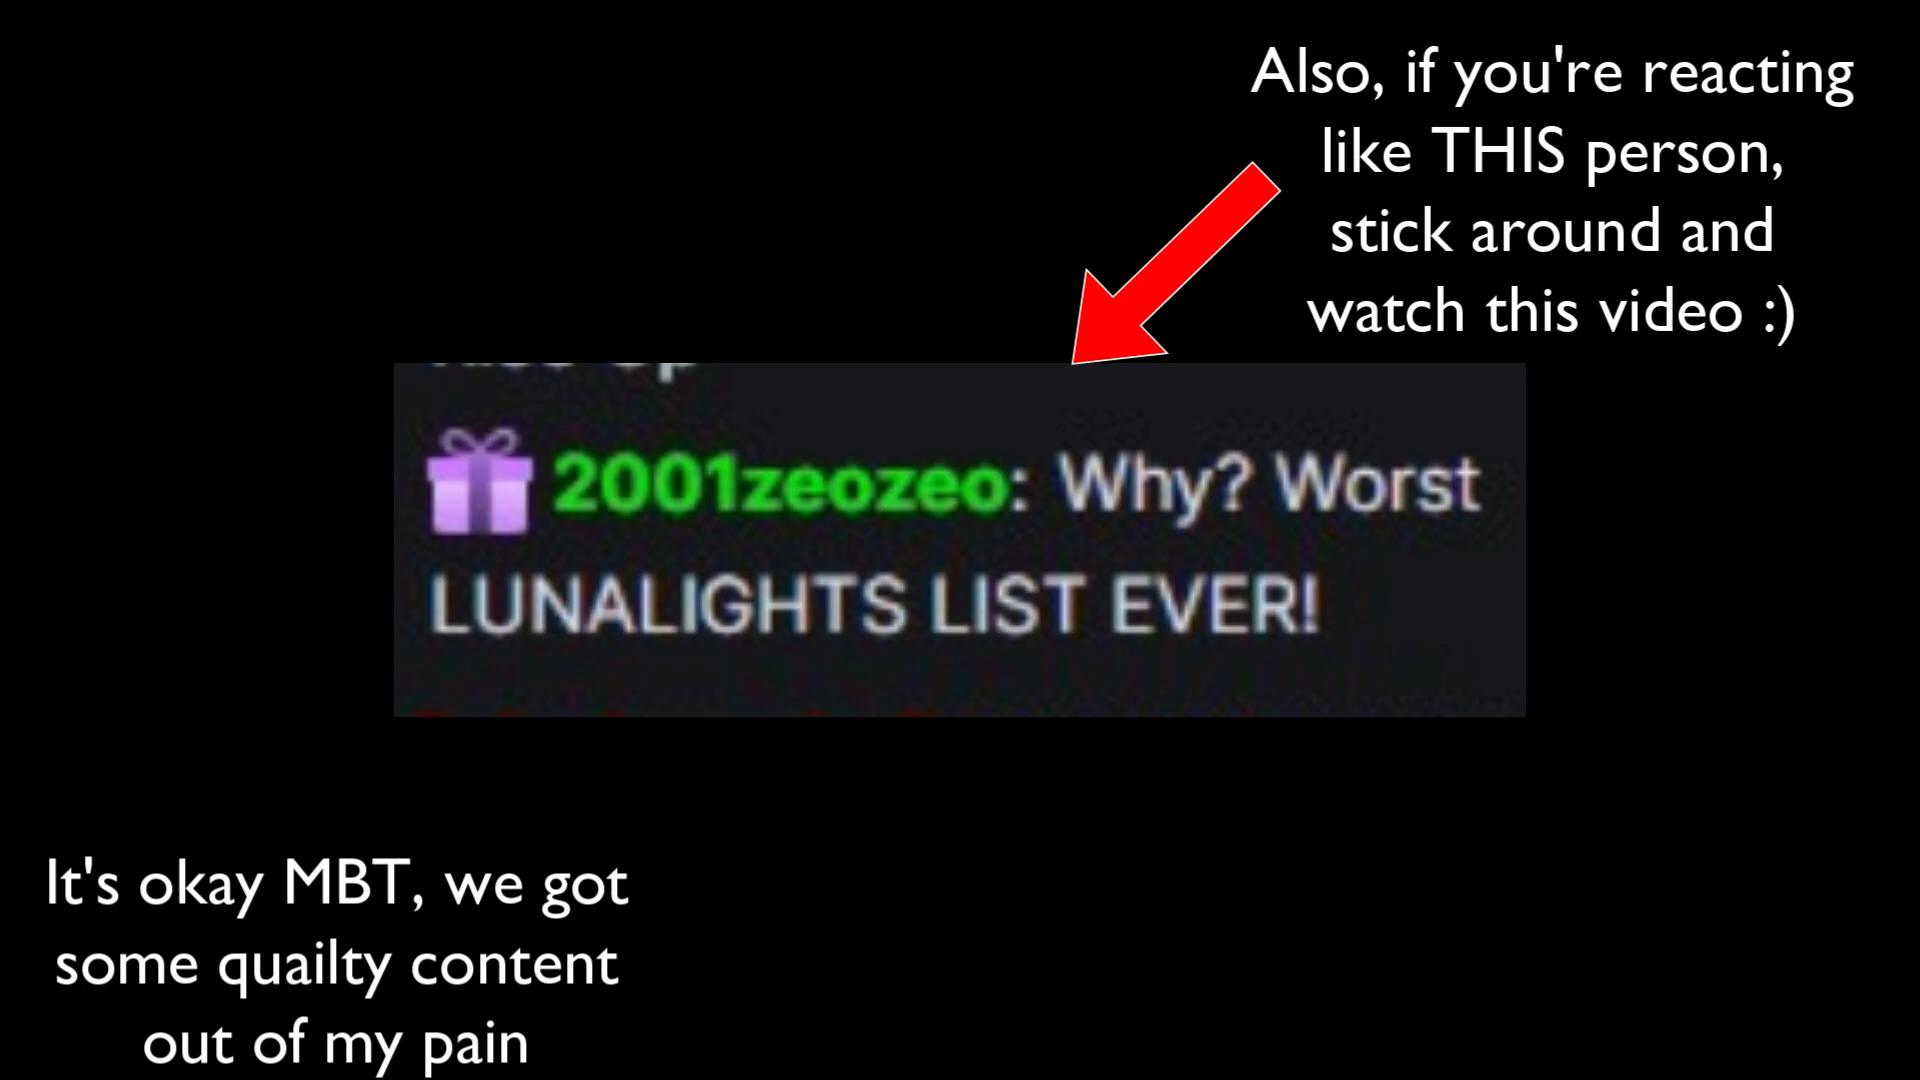 Also, if you're reacting
like THIS person,
stick around and
watch this video :)
2001zeozeo: Why? Worst
LUNALIGHTS LIST EVER!
It's okay MBT, we got
some quailty content
out of my pain